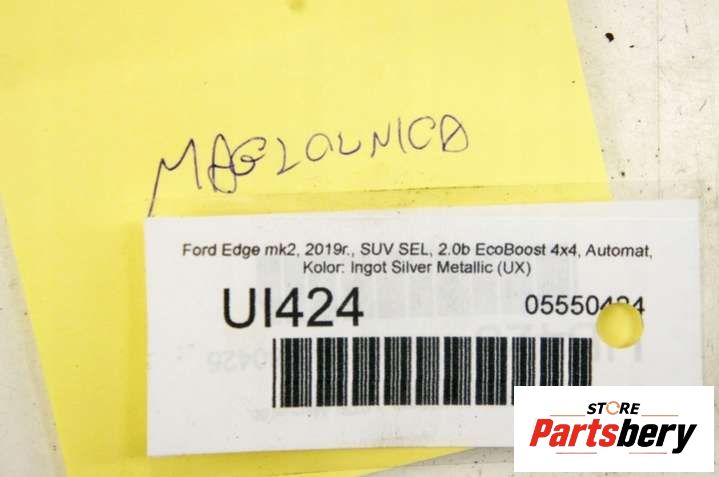 MAGLOWNICA
Ford Edge mk2, 2019r., SUV SEL, 2.0b EcoBoost 4x4, Automat,
Kolor: Ingot Silver Metallic (UX)
UI424
STORE
Partsbery